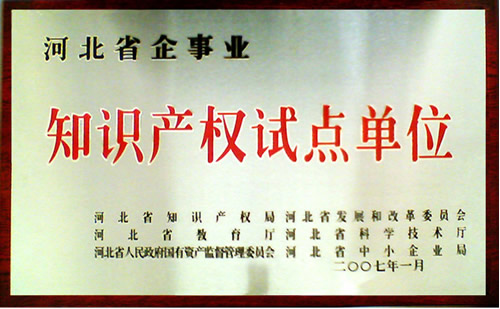 河北省企事业
知识产权试点单位
河北省知识产权局 河北省发展和改革委员会
河北省教育厅 河北省科学技术厅
河北省人民政府国有资产监督管理委员会 河北省中小企业局
二〇〇七年一月